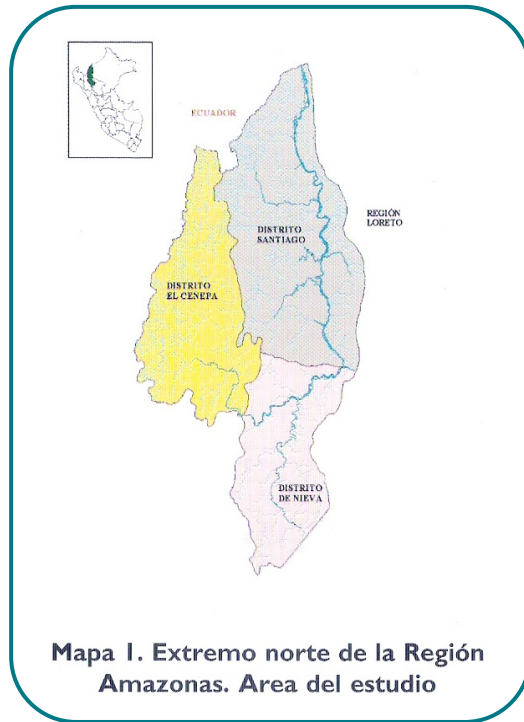 ECUADOR
REGIÓN
LORETO
DISTRITO
SANTIAGO
DISTRITO
EL CENEPA
DISTRITO
DE NIEVA
Mapa 1. Extremo norte de la Región
Amazonas. Area del estudio